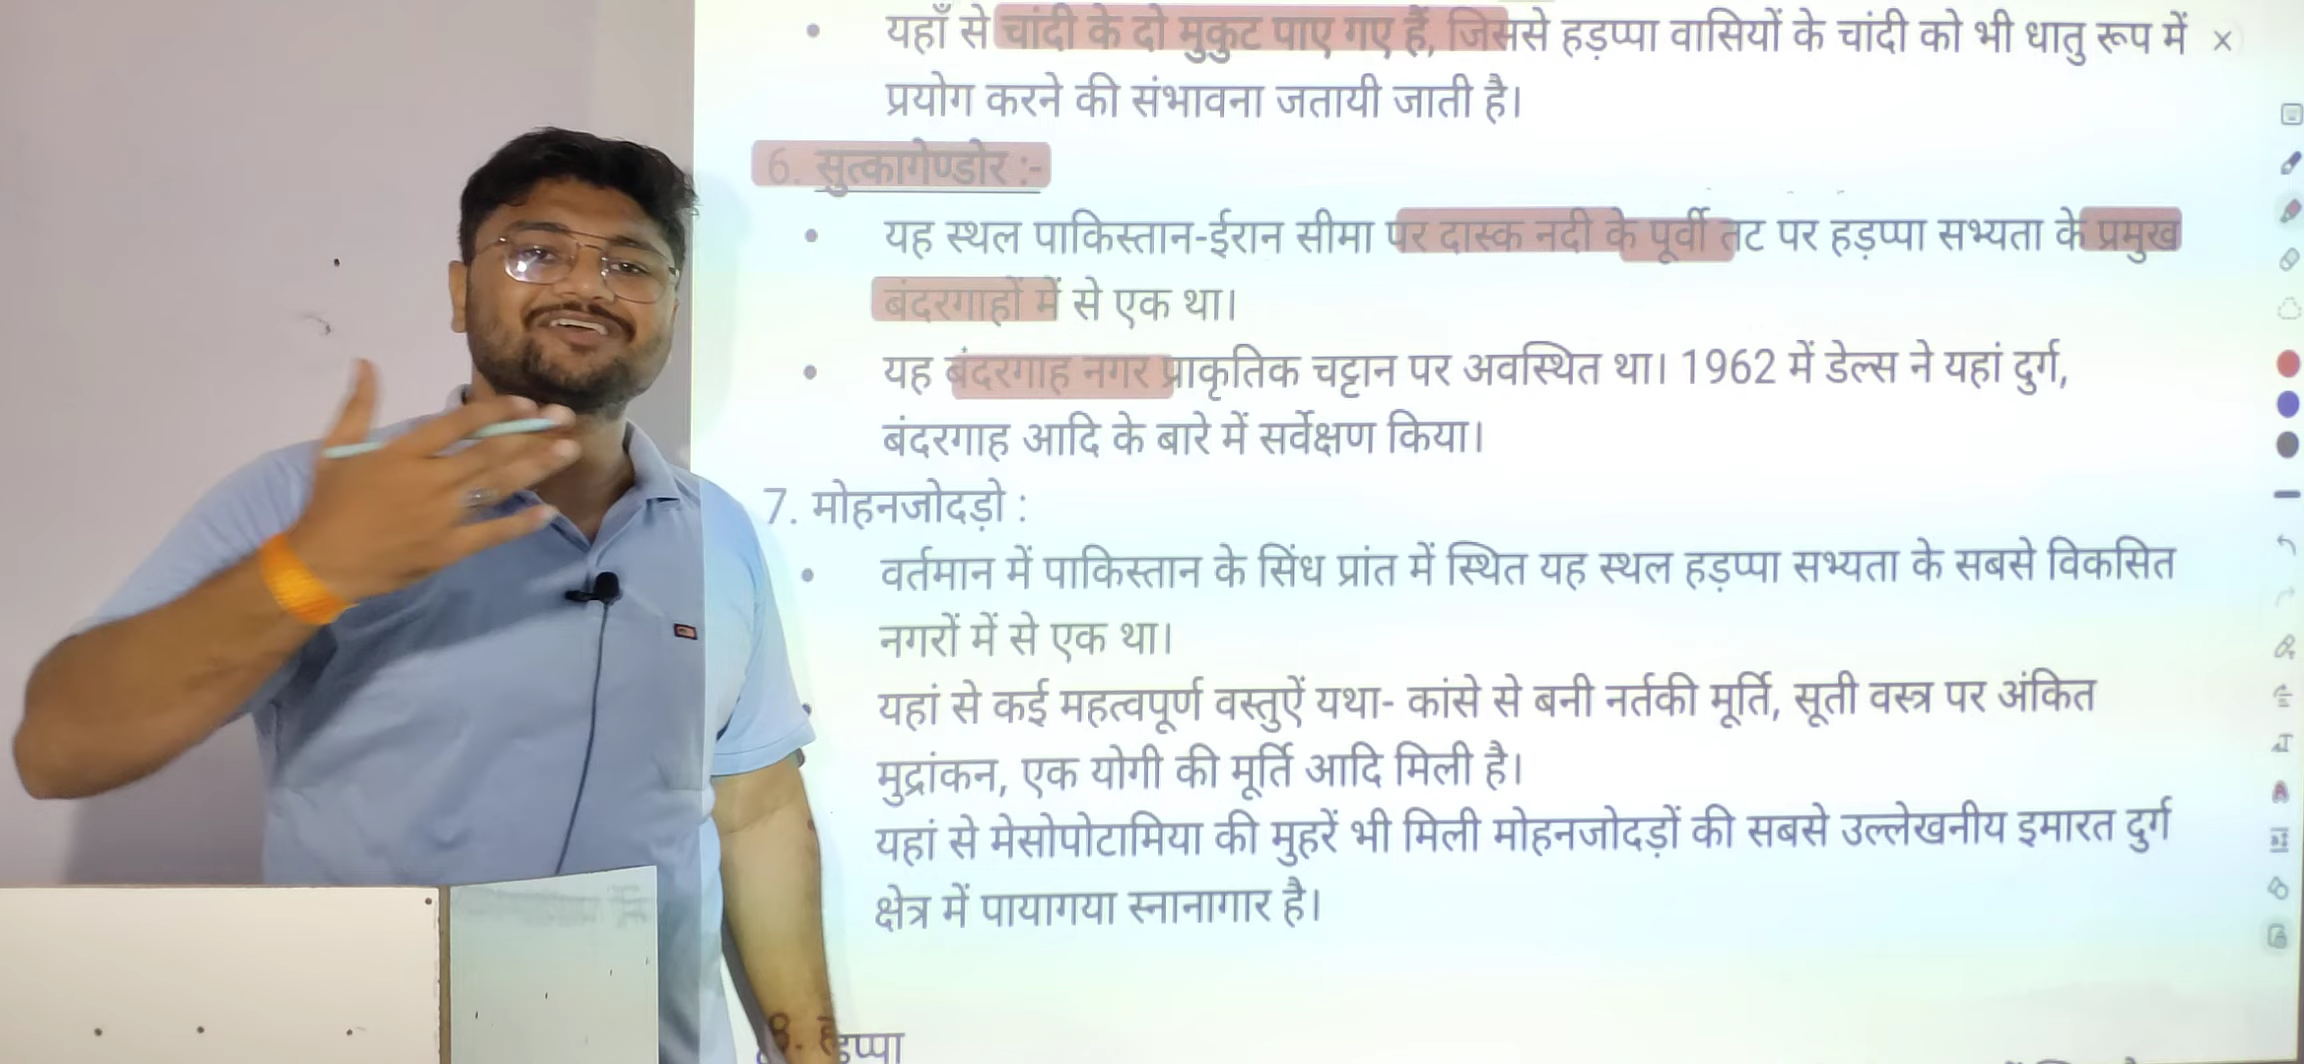 • यहाँ से चांदी के दो मुकुट पाए गए हैं, जिससे हड़प्पा वासियों के चांदी को भी धातु रूप में
प्रयोग करने की संभावना जतायी जाती है।
6. सुत्कागेण्डोर :-
• यह स्थल पाकिस्तान-ईरान सीमा पर दास्क नदी के पूर्वी तट पर हड़प्पा सभ्यता के प्रमुख
बंदरगाहों में से एक था।
• यह बंदरगाह नगर प्राकृतिक चट्टान पर अवस्थित था। 1962 में डेल्स ने यहां दुर्ग,
बंदरगाह आदि के बारे में सर्वेक्षण किया।
7. मोहनजोदड़ो :
• वर्तमान में पाकिस्तान के सिंध प्रांत में स्थित यह स्थल हड़प्पा सभ्यता के सबसे विकसित
नगरों में से एक था।
यहां से कई महत्वपूर्ण वस्तुऐं यथा- कांसे से बनी नर्तकी मूर्ति, सूती वस्त्र पर अंकित
मुद्रांकन, एक योगी की मूर्ति आदि मिली है।
यहां से मेसोपोटामिया की मुहरें भी मिली मोहनजोदड़ों की सबसे उल्लेखनीय इमारत दुर्ग
क्षेत्र में पायागया स्नानागार है।
8. हड़प्पा